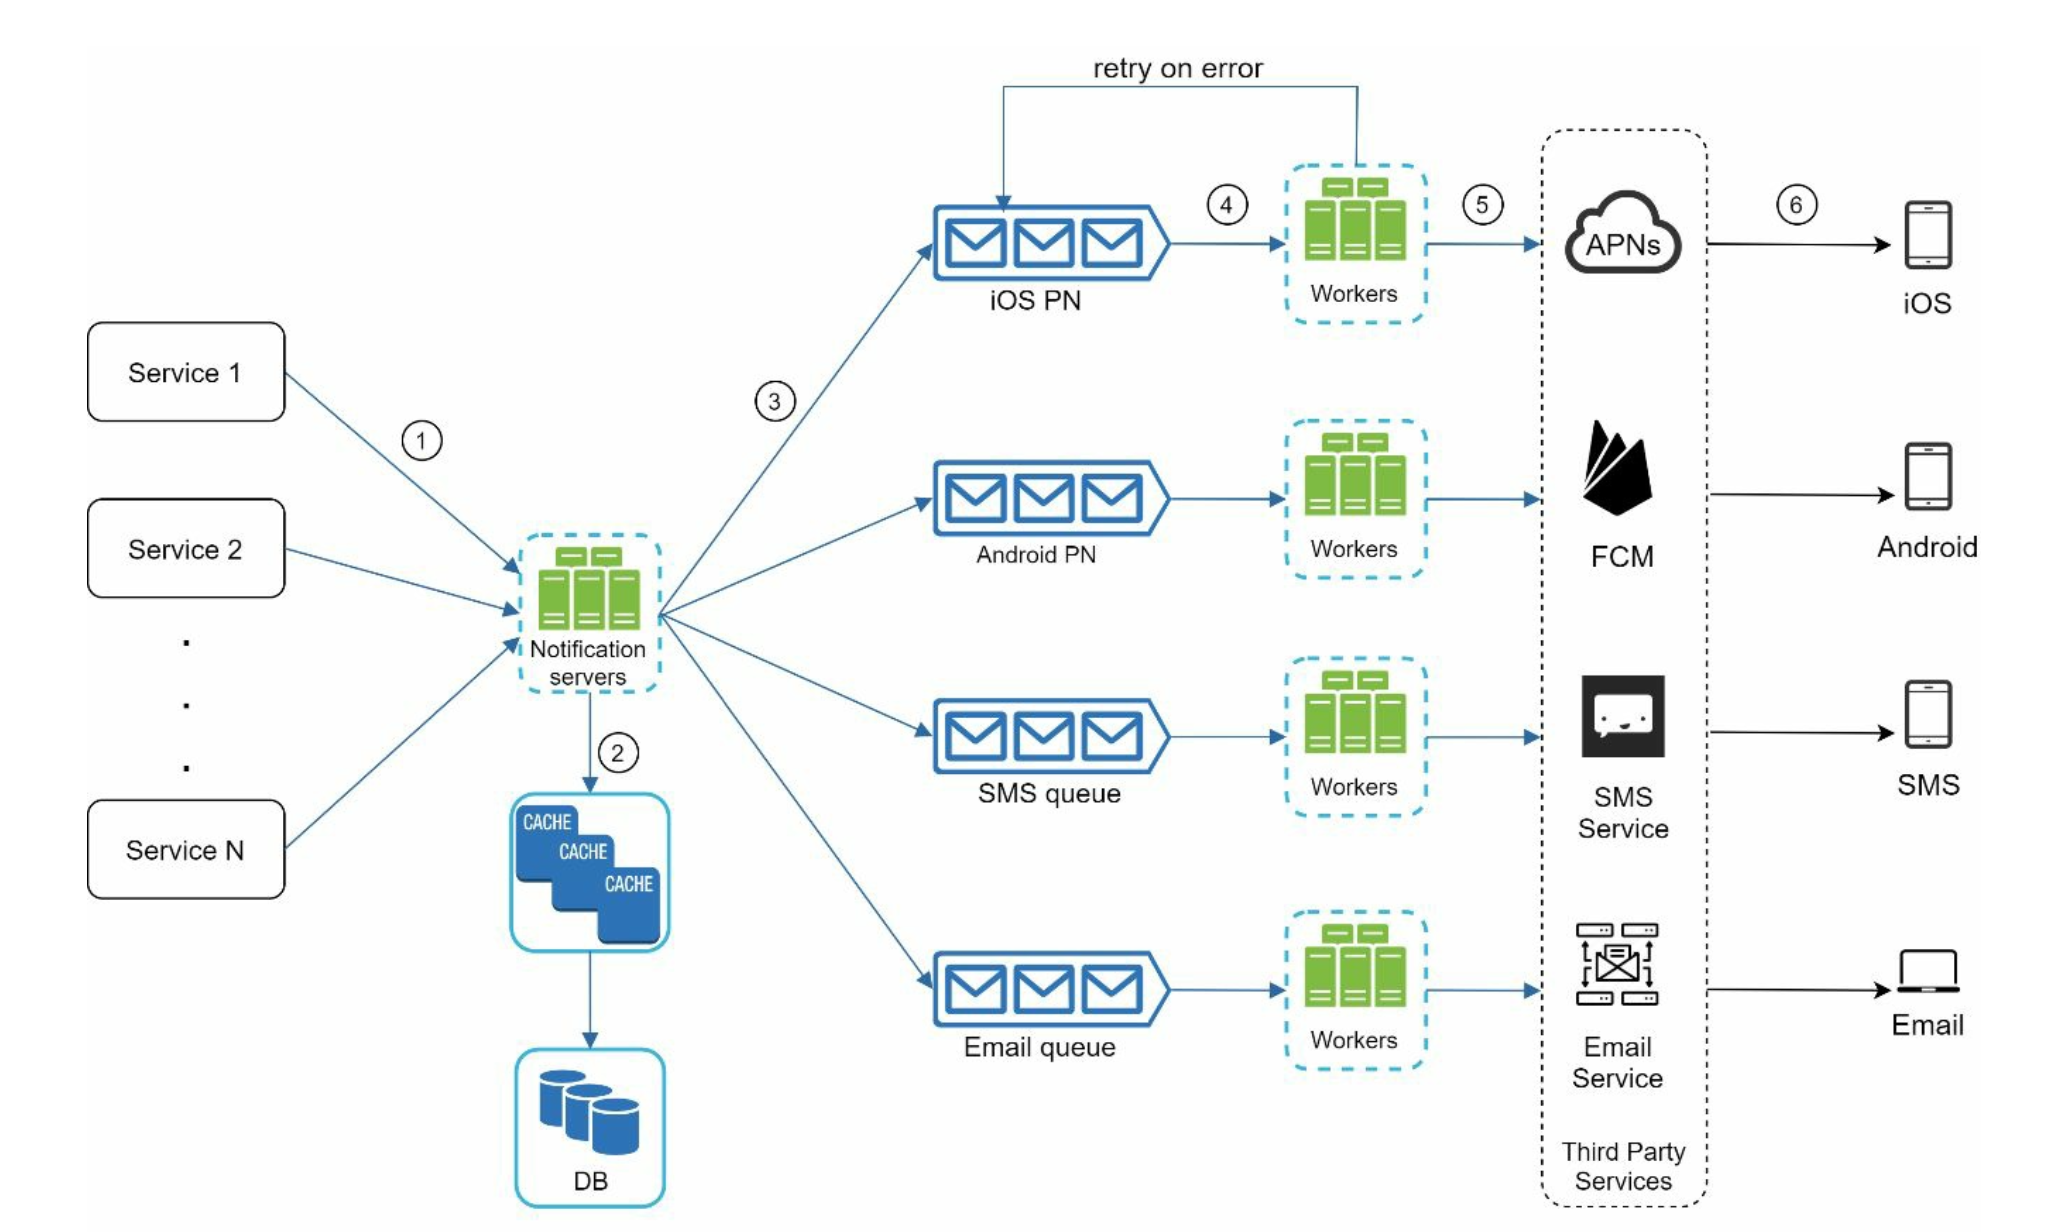 retry on error
4
5
6
APNs
iOS PN
Workers
iOS
Service 1
3
1
Service 2
Android PN
Workers
FCM
Android
Notification
servers
2
SMS queue
Workers
SMS
Service
SMS
CACHE
CACHE
CACHE
Service N
Email queue
Workers
Email
Service
Email
DB
Third Party
Services